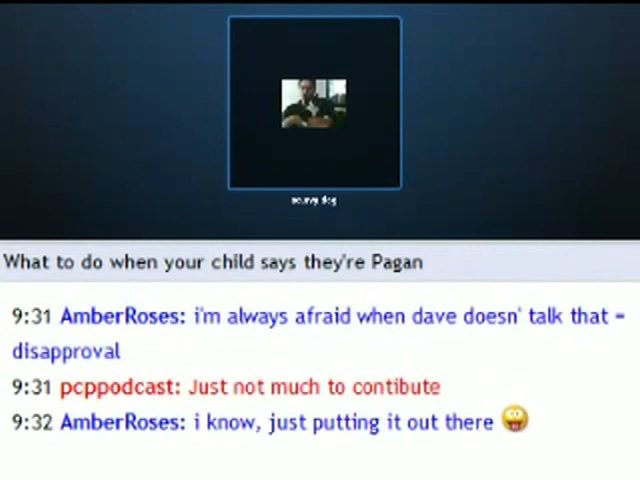 What to do when your child says they're Pagan
9:31 AmberRoses: i'm always afraid when dave doesn' talk that =
disapproval
9:31 pcppodcast: Just not much to contibute
9:32 AmberRoses: i know, just putting it out there